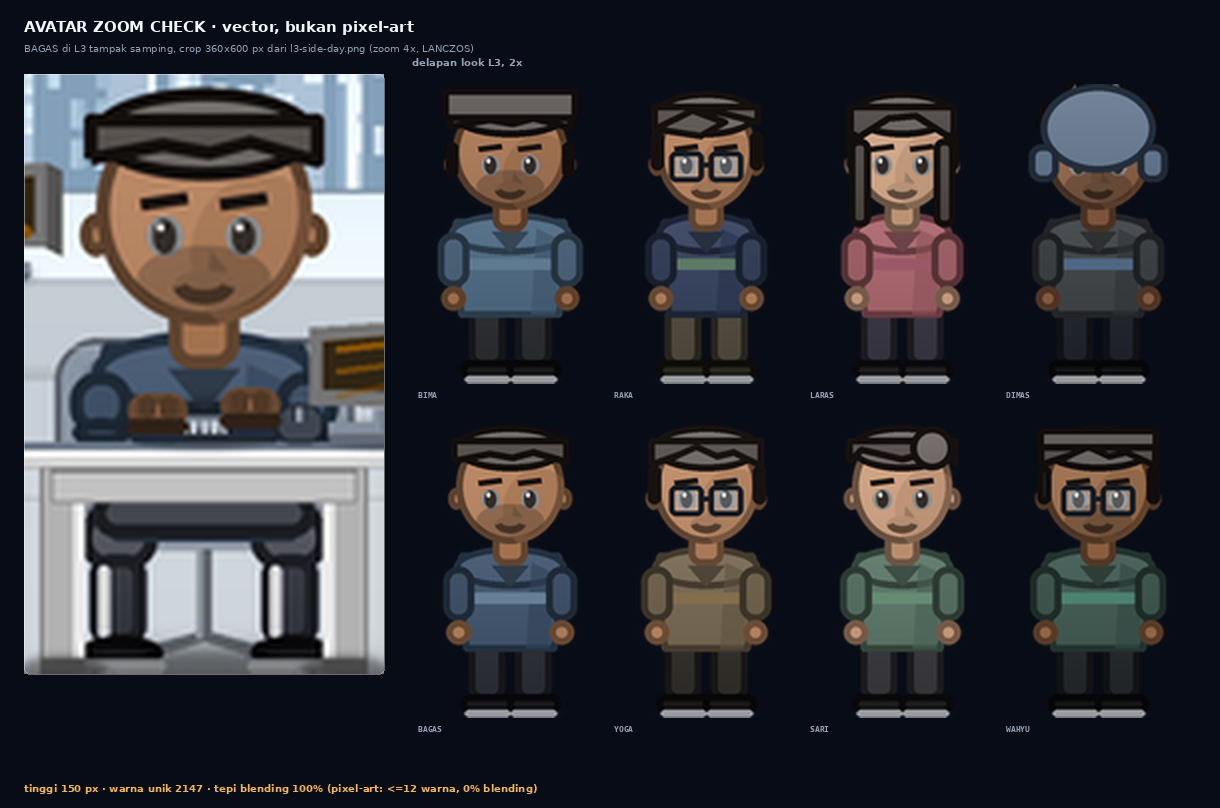 AVATAR ZOOM CHECK · vector, bukan pixel-art
BAGAS di L3 tampak samping, crop 360x600 px dari l3-side-day.png (zoom 4x, LANCZOS)
delapan look L3, 2x
BIMA
RAKA
LARAS
DIMAS
BAGAS
YOGA
SARI
WAHYU
tinggi 150 px · warna unik 2147 · tepi blending 100% (pixel-art: <=12 warna, 0% blending)